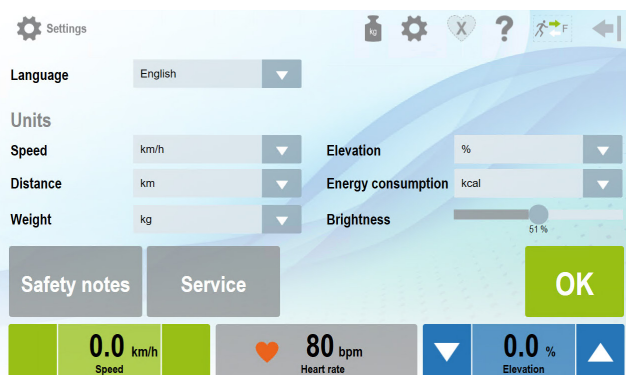 Settings
kg
X
?
F
Language
English
Units
Speed
km/h
Elevation
%
Distance
km
Energy consumption
kcal
Weight
kg
Brightness
51 %
Safety notes
Service
OK
0.0 km/h
Speed
80 bpm
Heart rate
0.0 %
Elevation